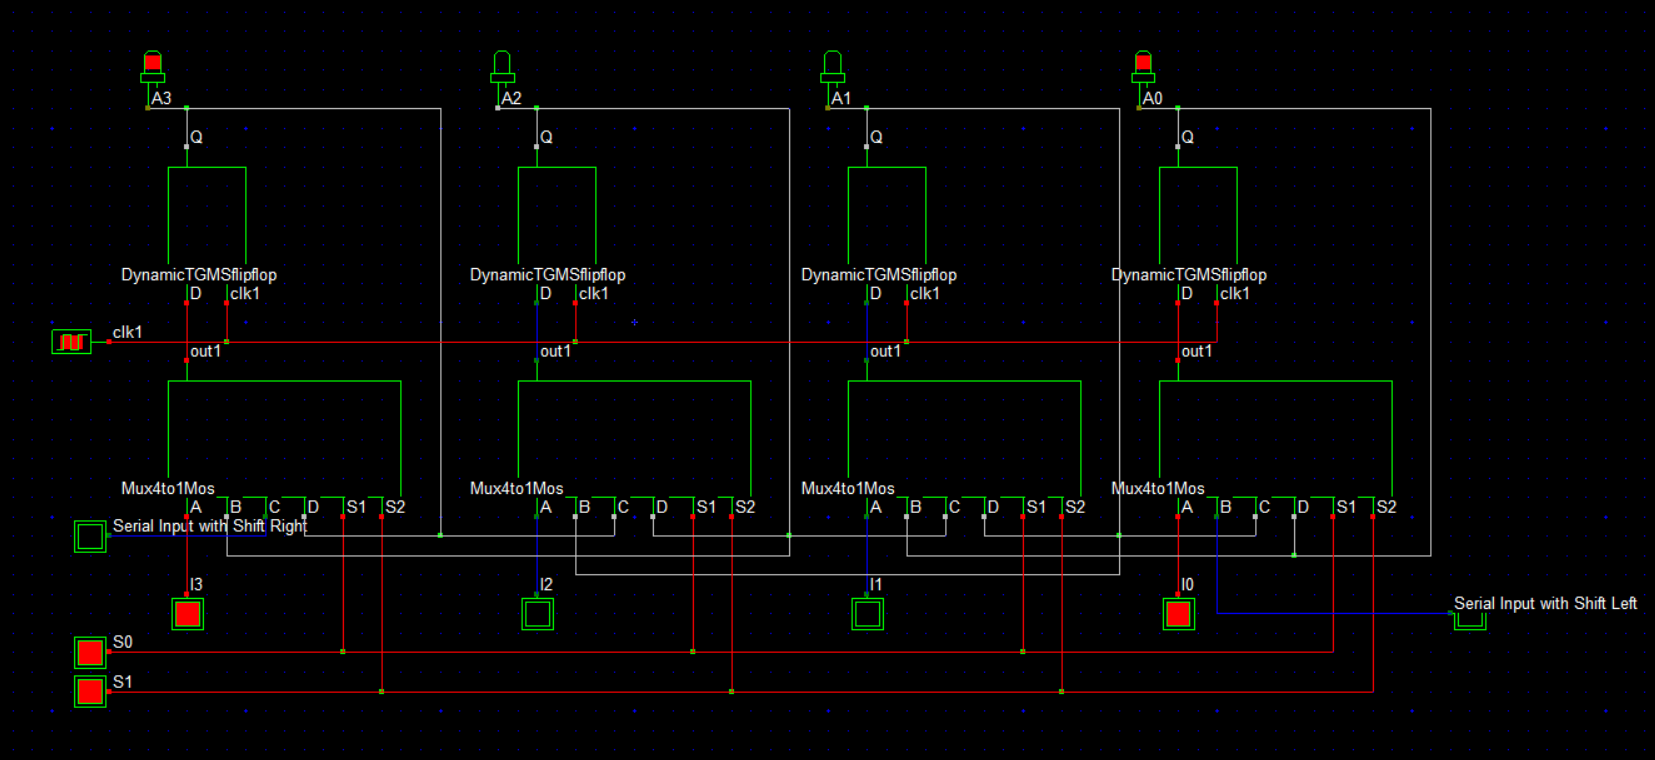 A3 A2 A1 A0
Q Q Q Q
DynamicTGMSflipflop DynamicTGMSflipflop DynamicTGMSflipflop DynamicTGMSflipflop
D clk1 D clk1 D clk1 D clk1
clk1
out1 out1 out1 out1
Mux4to1Mos Mux4to1Mos Mux4to1Mos Mux4to1Mos
A B C D S1 S2 A B C D S1 S2 A B C D S1 S2 A B C D S1 S2
Serial Input with Shift Right
I3 I2 I1 I0
Serial Input with Shift Left
S0
S1